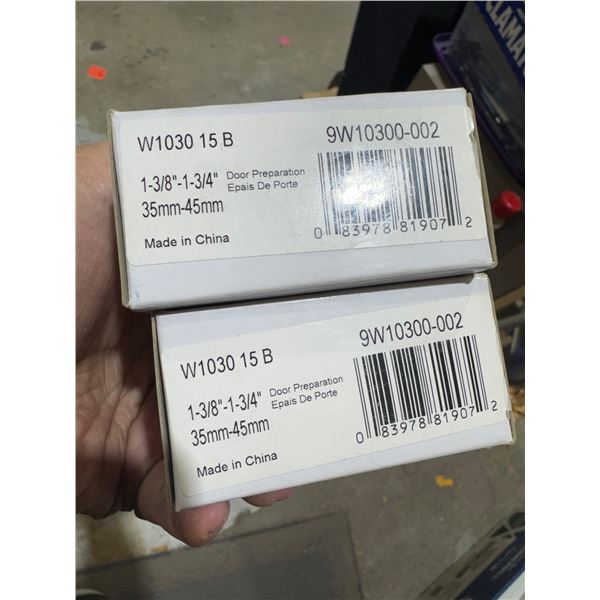 W1030 15 B
9W10300-002
1-3/8"-1-3/4" Door Preparation
Epais De Porte
35mm-45mm
Made in China
0 83978 81907 2
W1030 15 B
9W10300-002
1-3/8"-1-3/4" Door Preparation
Epais De Porte
35mm-45mm
Made in China
0 83978 81907 2